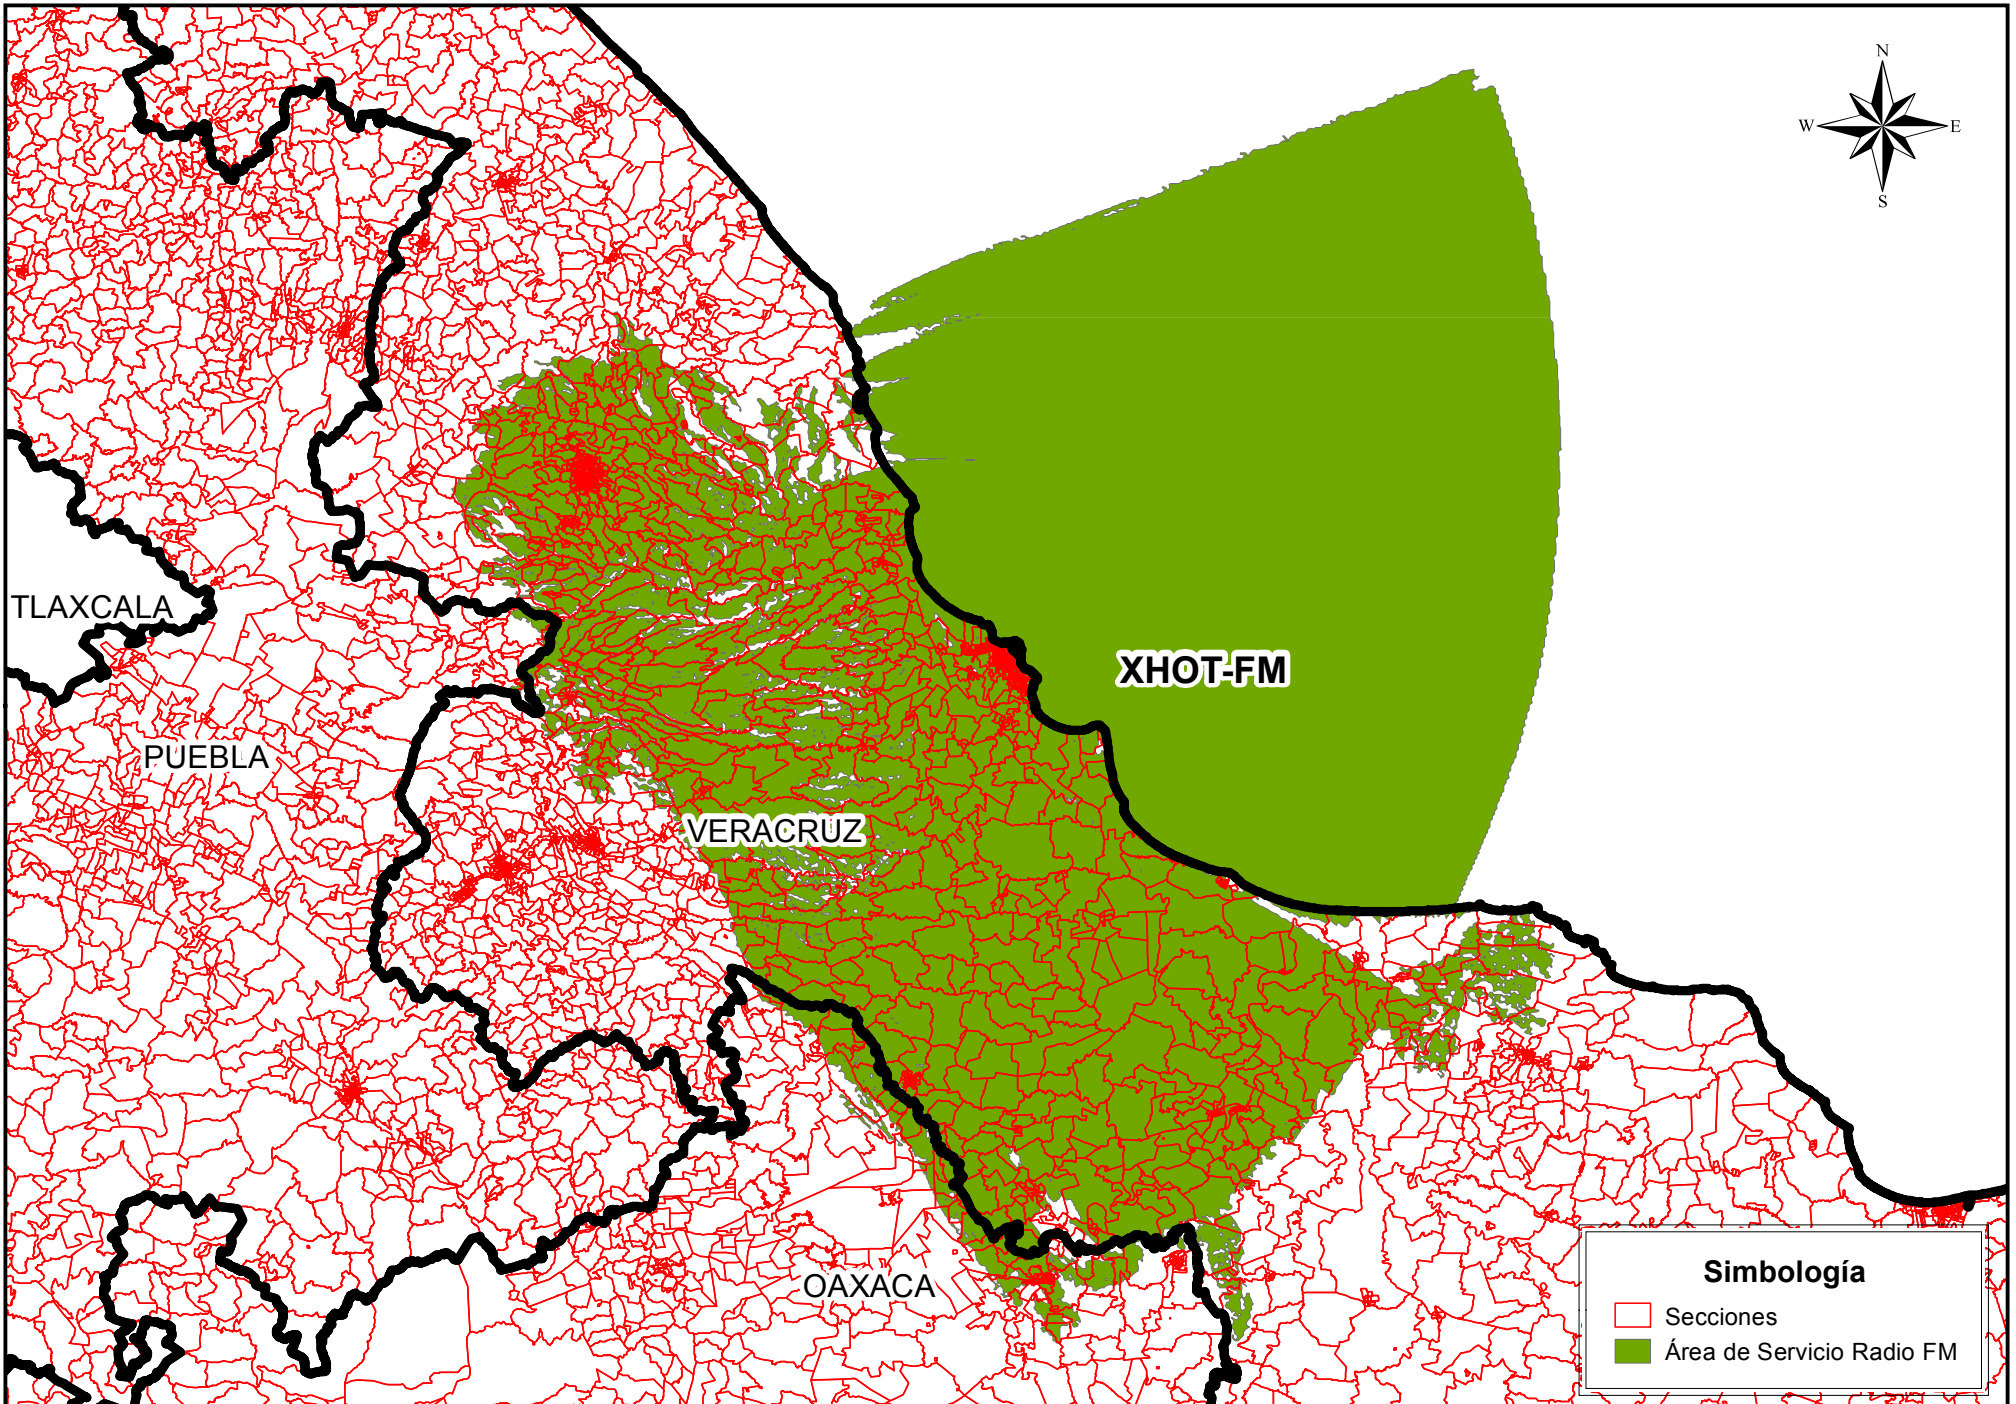 N
W E
S
TLAXCALA
XHOT-FM
PUEBLA
VERACRUZ
OAXACA
Simbología
Secciones
Área de Servicio Radio FM